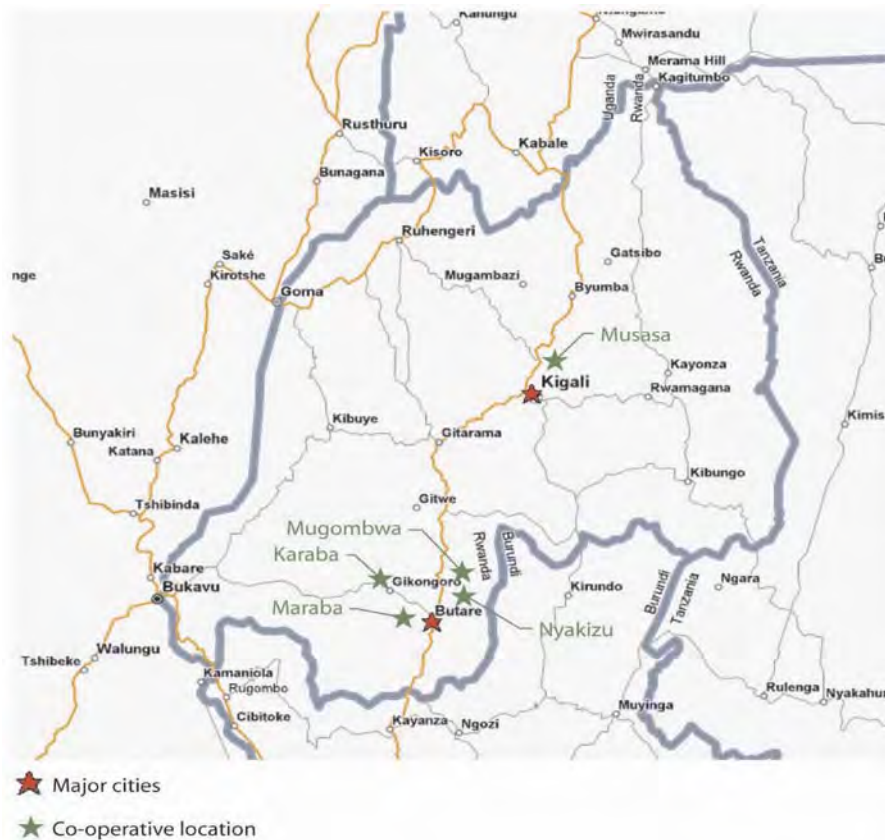 Kanungu
Mwirasandu
Merama Hill
Kagitumbo
Uganda
Rwanda
Rusthuru
Kisoro
Kabale
Bunagana
Masisi
Ruhengeri
Saké
Kirotshe
nge
Goma
Mugambazi
Gatsibo
Byumba
Tanzania
Rwanda
Musasa
Kayonza
Kigali
Rwamagana
Kibuye
Gitarama
Bunyakiri
Kalehe
Katana
Kimis
Kibungo
Tshibinda
Gitwe
Mugombwa
Karaba
Rwanda
Burundi
Kabare
Gikongoro
Bukavu
Kirundo
Burundi
Tanzania
Ngara
Maraba
Butare
Nyakizu
Walungu
Tshibeke
Kamaniola
Rugombo
Cibitoke
Kayanza
Ngozi
Muyinga
Rulenga
Nyakahur
Major cities
Co-operative location